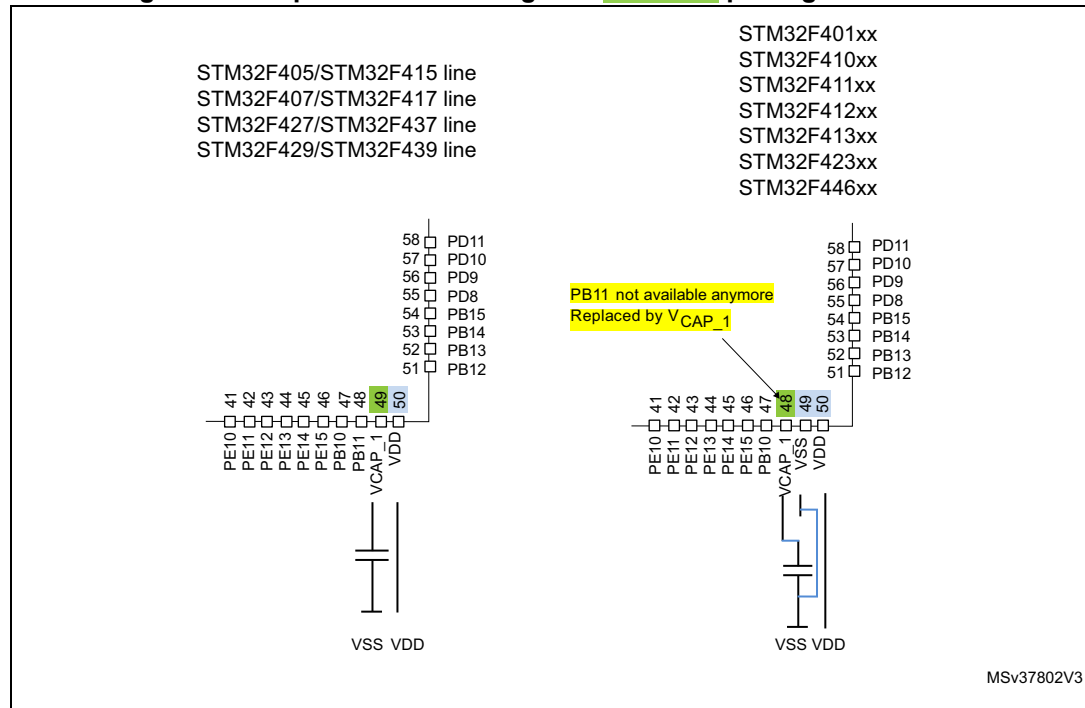 STM32F405/STM32F415 line
STM32F407/STM32F417 line
STM32F427/STM32F437 line
STM32F429/STM32F439 line
58 PD11
57 PD10
56 PD9
55 PD8
54 PB15
53 PB14
52 PB13
51 PB12
41 42 43 44 45 46 47 48 49 50
PE10 PE11 PE12 PE13 PE14 PE15 PB10 PB11 VCAP_1 VDD
VSS VDD
STM32F401xx
STM32F410xx
STM32F411xx
STM32F412xx
STM32F413xx
STM32F423xx
STM32F446xx
PB11 not available anymore
Replaced by VCAP_1
58 PD11
57 PD10
56 PD9
55 PD8
54 PB15
53 PB14
52 PB13
51 PB12
41 42 43 44 45 46 47 48 49 50
PE10 PE11 PE12 PE13 PE14 PE15 PB10 VCAP_1 VSS VDD
VSS VDD
MSv37802V3